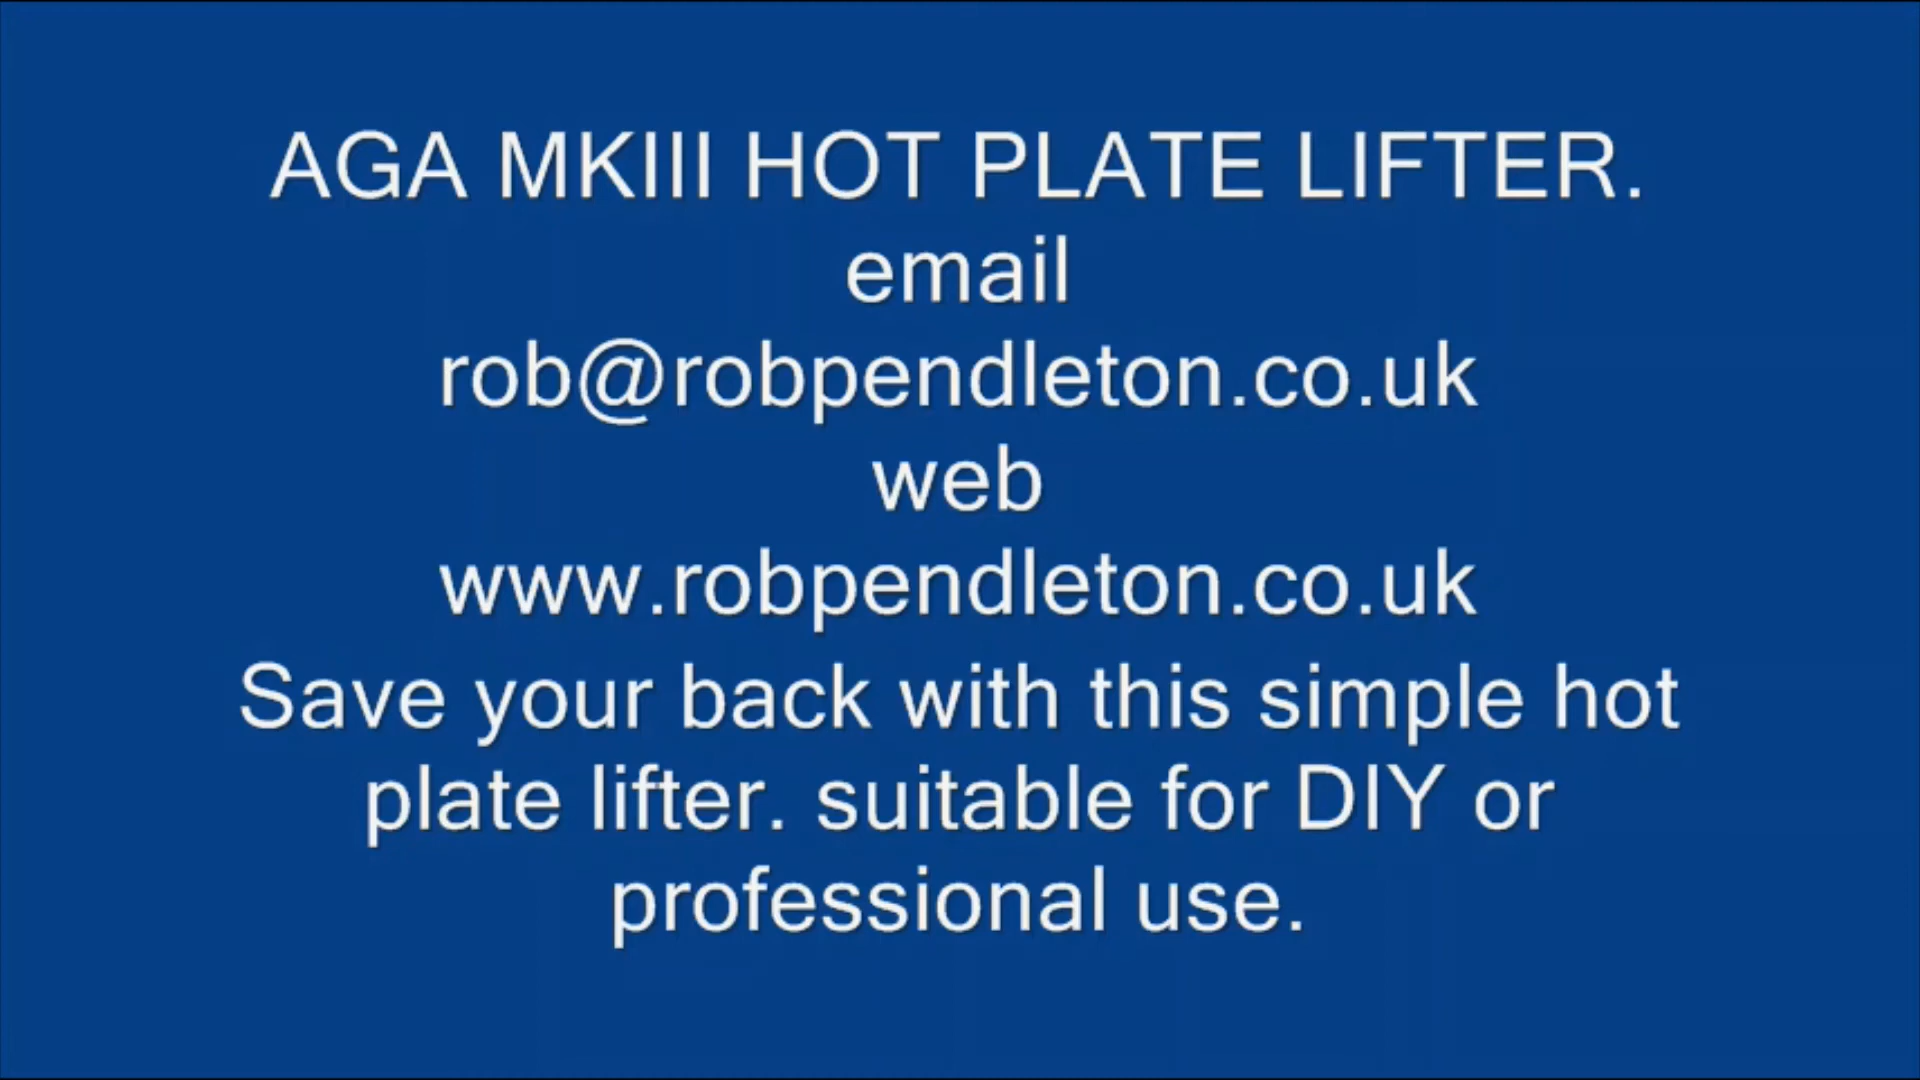 AGA MKIII HOT PLATE LIFTER.
email
rob@robpendleton.co.uk
web
www.robpendleton.co.uk
Save your back with this simple hot
plate lifter. suitable for DIY or
professional use.